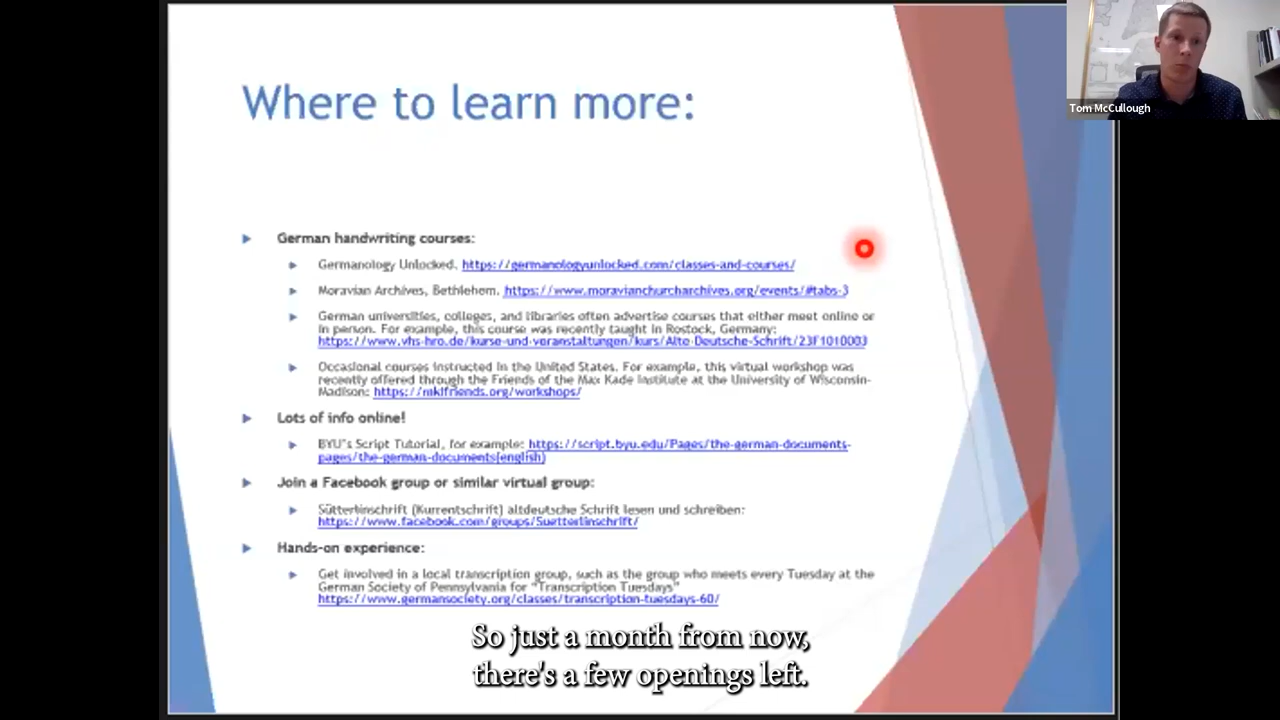 Where to learn more:
Tom McCullough
German handwriting courses:
Germanology Unlocked. https://germanologyunlocked.com/classes-and-courses/
Moravian Archives, Bethlehem. https://www.moravianchurcharchives.org/events/#tabs-3
German universities, colleges, and libraries often advertise courses that either meet online or
in person. For example, this course was recently taught in Rostock, Germany:
https://www.vhs-hro.de/kurse-und-veranstaltungen/kurs/Alte-Deutsche-Schrift/23F1010003
Occasional courses instructed in the United States. For example, this virtual workshop was
recently offered through the Friends of the Max Kade Institute at the University of Wisconsin-
Madison: https://mkifriends.org/workshops/
Lots of info online!
BYU's Script Tutorial, for example: https://script.byu.edu/Pages/the-german-documents-
pages/the-german-documents(english)
Join a Facebook group or similar virtual group:
Sütterlinschrift (Kurrentschrift) altdeutsche Schrift lesen und schreiben:
https://www.facebook.com/groups/Suetterlinschrift/
Hands-on experience:
Get involved in a local transcription group, such as the group who meets every Tuesday at the
German Society of Pennsylvania for "Transcription Tuesdays"
https://www.germansociety.org/classes/transcription-tuesdays-60/
So just a month from now,
there's a few openings left.